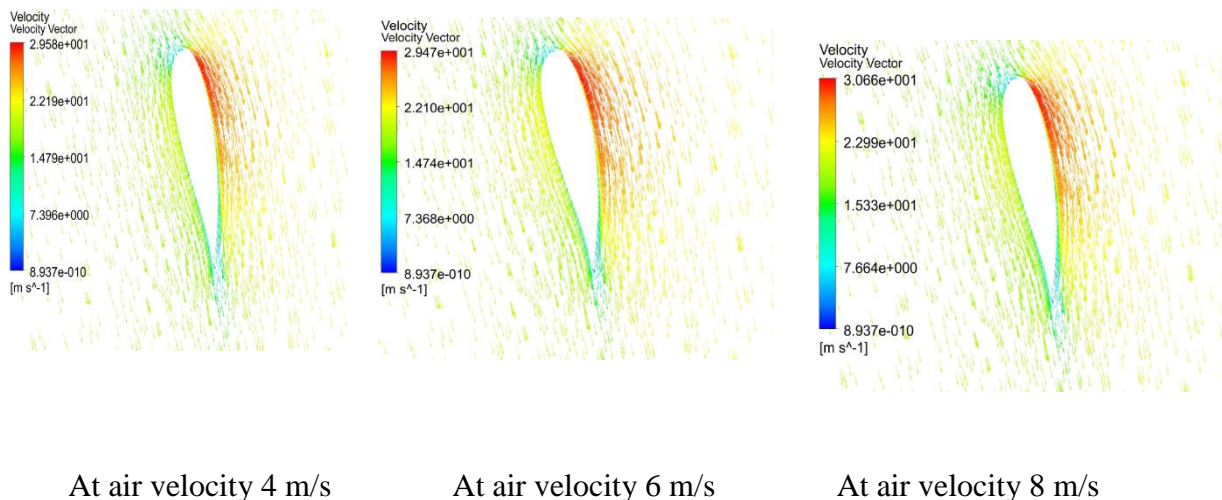 Velocity
Velocity Vector
2.958e+001
2.219e+001
1.479e+001
7.396e+000
8.937e-010
[m s^-1]
Velocity
Velocity Vector
2.947e+001
2.210e+001
1.474e+001
7.368e+000
8.937e-010
[m s^-1]
Velocity
Velocity Vector
3.066e+001
2.299e+001
1.533e+001
7.664e+000
8.937e-010
[m s^-1]
At air velocity 4 m/s
At air velocity 6 m/s
At air velocity 8 m/s